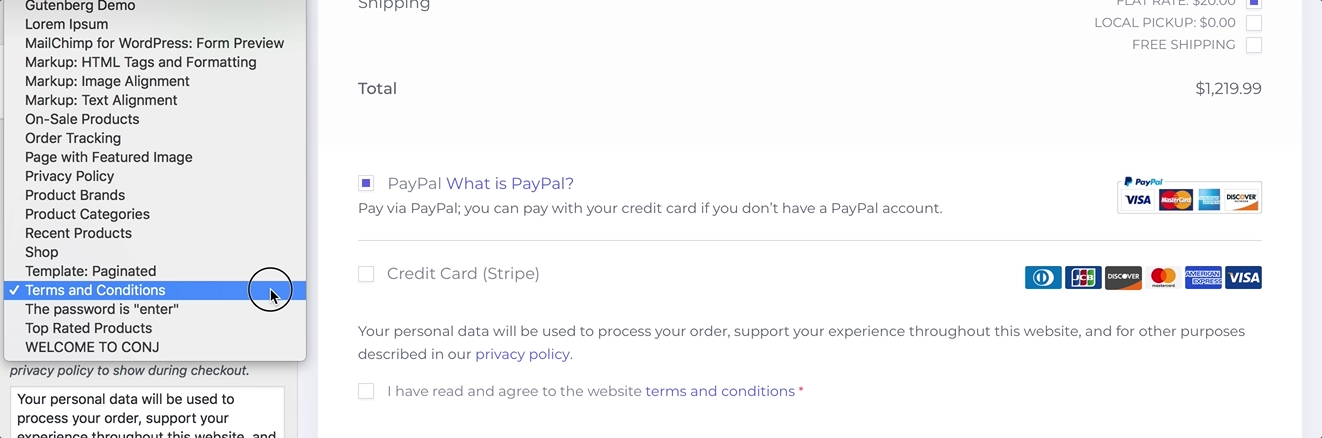 Gutenberg Demo
Lorem Ipsum
MailChimp for WordPress: Form Preview
Markup: HTML Tags and Formatting
Markup: Image Alignment
Markup: Text Alignment
On-Sale Products
Order Tracking
Page with Featured Image
Privacy Policy
Product Brands
Product Categories
Recent Products
Shop
Template: Paginated
✓ Terms and Conditions
The password is "enter"
Top Rated Products
WELCOME TO CONJ
privacy policy to show during checkout.
Your personal data will be used to
process your order, support your
experience throughout this website, and
Shipping
FLAT RATE: $20.00
LOCAL PICKUP: $0.00
FREE SHIPPING
Total $1,219.99
PayPal What is PayPal?
PayPal
VISA MasterCard AMERICAN EXPRESS DISCOVER
Pay via PayPal; you can pay with your credit card if you don't have a PayPal account.
Credit Card (Stripe)
JCB DISCOVER mastercard AMERICAN EXPRESS VISA
Your personal data will be used to process your order, support your experience throughout this website, and for other purposes
described in our privacy policy.
I have read and agree to the website terms and conditions *